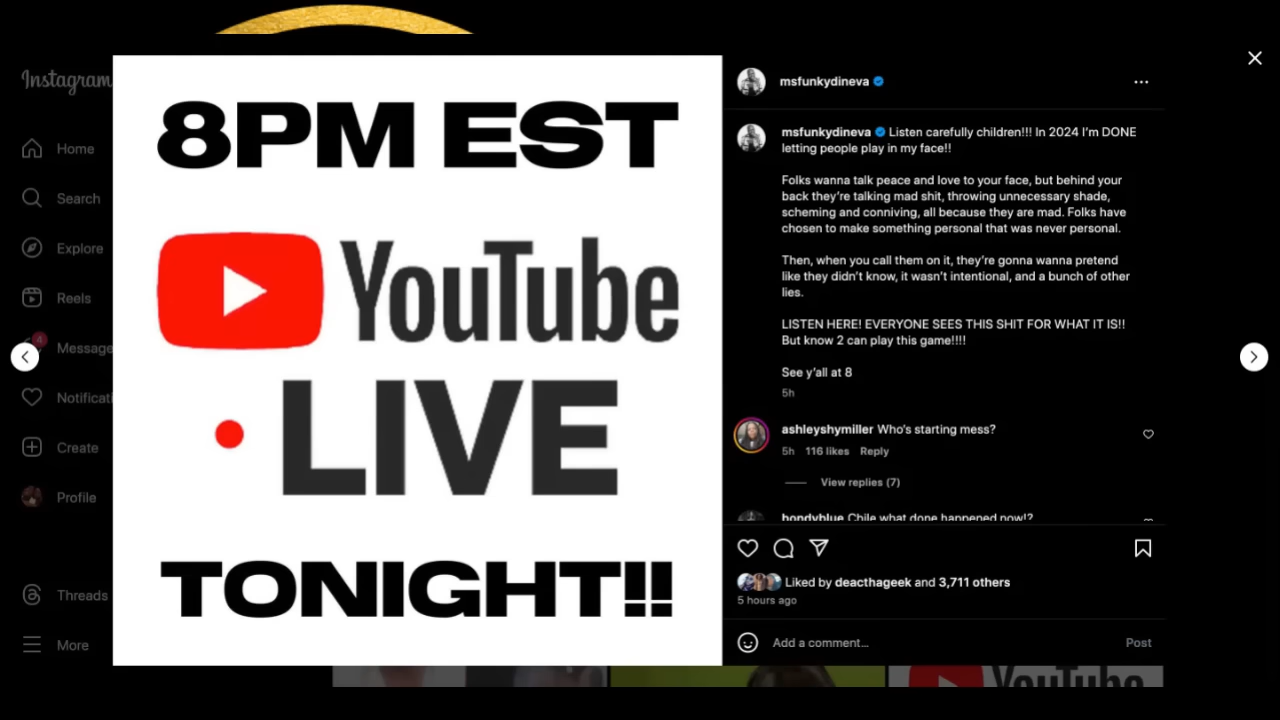 Instagram
Home
Search
Explore
Reels
4
Message
Notificati
Create
Profile
Threads
More
8PM EST
YouTube
LIVE
TONIGHT!!
msfunkydineva
msfunkydineva Listen carefully children!!! In 2024 I’m DONE
letting people play in my face!!
Folks wanna talk peace and love to your face, but behind your
back they’re talking mad shit, throwing unnecessary shade,
scheming and conniving, all because they are mad. Folks have
chosen to make something personal that was never personal.
Then, when you call them on it, they’re gonna wanna pretend
like they didn’t know, it wasn’t intentional, and a bunch of other
lies.
LISTEN HERE! EVERYONE SEES THIS SHIT FOR WHAT IT IS!!
But know 2 can play this game!!!!
See y’all at 8
5h
ashleyshymiller Who’s starting mess?
5h 116 likes Reply
View replies (7)
bondyblue Chile what done happened now!?
Liked by deacthageek and 3,711 others
5 hours ago
Add a comment…
Post
YouTube